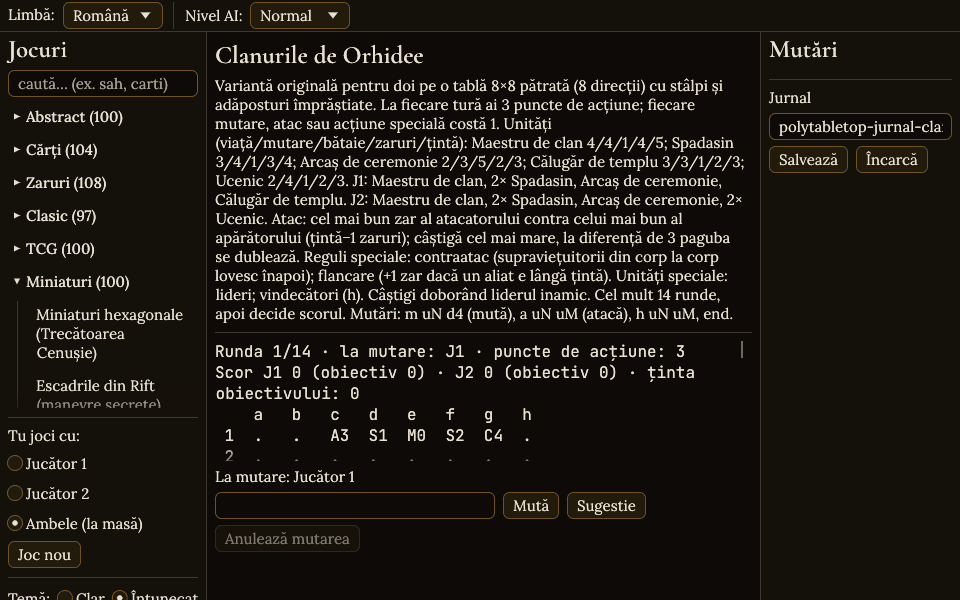 Limbă: Română ▼ Nivel AI: Normal ▼
Jocuri
caută... (ex. sah, carti)
▸ Abstract (100)
▸ Cărți (104)
▸ Zaruri (108)
▸ Clasic (97)
▸ TCG (100)
▾ Miniaturi (100)
Miniaturi hexagonale
(Trecătoarea
Cenușie)
Escadrile din Rift
(manevre secrete)
Tu joci cu:
Jucător 1
Jucător 2
Ambele (la masă)
Joc nou
Temă: Clar Întunecat
Clanurile de Orhidee
Variantă originală pentru doi pe o tablă 8×8 pătrată (8 direcții) cu stâlpi și
adăposturi împrăștiate. La fiecare tură ai 3 puncte de acțiune; fiecare
mutare, atac sau acțiune specială costă 1. Unități
(viață/mutare/bătaie/zaruri/țintă): Maestru de clan 4/4/1/4/5; Spadasin
3/4/1/3/4; Arcaș de ceremonie 2/3/5/2/3; Călugăr de templu 3/3/1/2/3;
Ucenic 2/4/1/2/3. J1: Maestru de clan, 2× Spadasin, Arcaș de ceremonie,
Călugăr de templu. J2: Maestru de clan, 2× Spadasin, Arcaș de ceremonie, 2×
Ucenic. Atac: cel mai bun zar al atacatorului contra celui mai bun al
apărătorului (țintă−1 zaruri); câștigă cel mai mare, la diferență de 3 paguba
se dublează. Reguli speciale: contraatac (supraviețuitorii din corp la corp
lovesc înapoi); flancare (+1 zar dacă un aliat e lângă țintă). Unități speciale:
lideri; vindecători (h). Câștigi doborând liderul inamic. Cel mult 14 runde,
apoi decide scorul. Mutări: m uN d4 (mută), a uN uM (atacă), h uN uM, end.
Runda 1/14 · la mutare: J1 · puncte de acțiune: 3
Scor J1 0 (obiectiv 0) · J2 0 (obiectiv 0) · ținta
obiectivului: 0
a b c d e f g h
1 . . A3 S1 M0 S2 C4 .
2 . . . . . . . .
La mutare: Jucător 1
Mută Sugestie
Anulează mutarea
Mutări
Jurnal
polytabletop-jurnal-cla
Salvează Încarcă